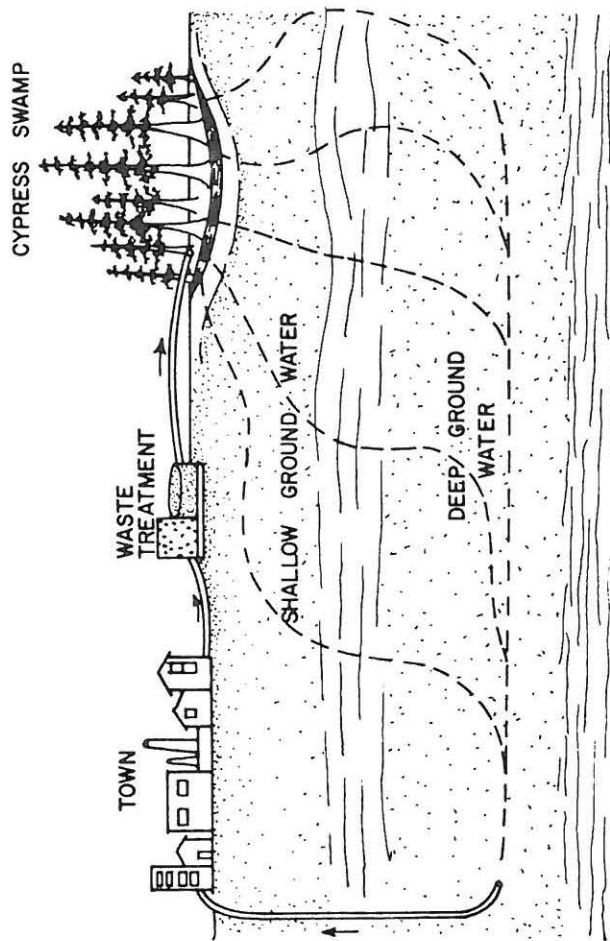 TOWN
WASTE
TREATMENT
CYPRESS SWAMP
SHALLOW GROUND WATER
DEEP GROUND
WATER